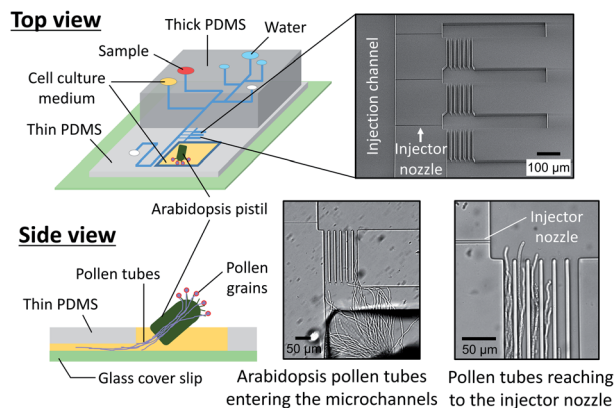 Top view
Thick PDMS
Water
Sample
Cell culture
medium
Thin PDMS
Injection channel
Injector
nozzle
100 μm
Arabidopsis pistil
Side view
Pollen tubes
Pollen
grains
Thin PDMS
Glass cover slip
50 μm
Arabidopsis pollen tubes
entering the microchannels
Injector
nozzle
50 μm
Pollen tubes reaching
to the injector nozzle